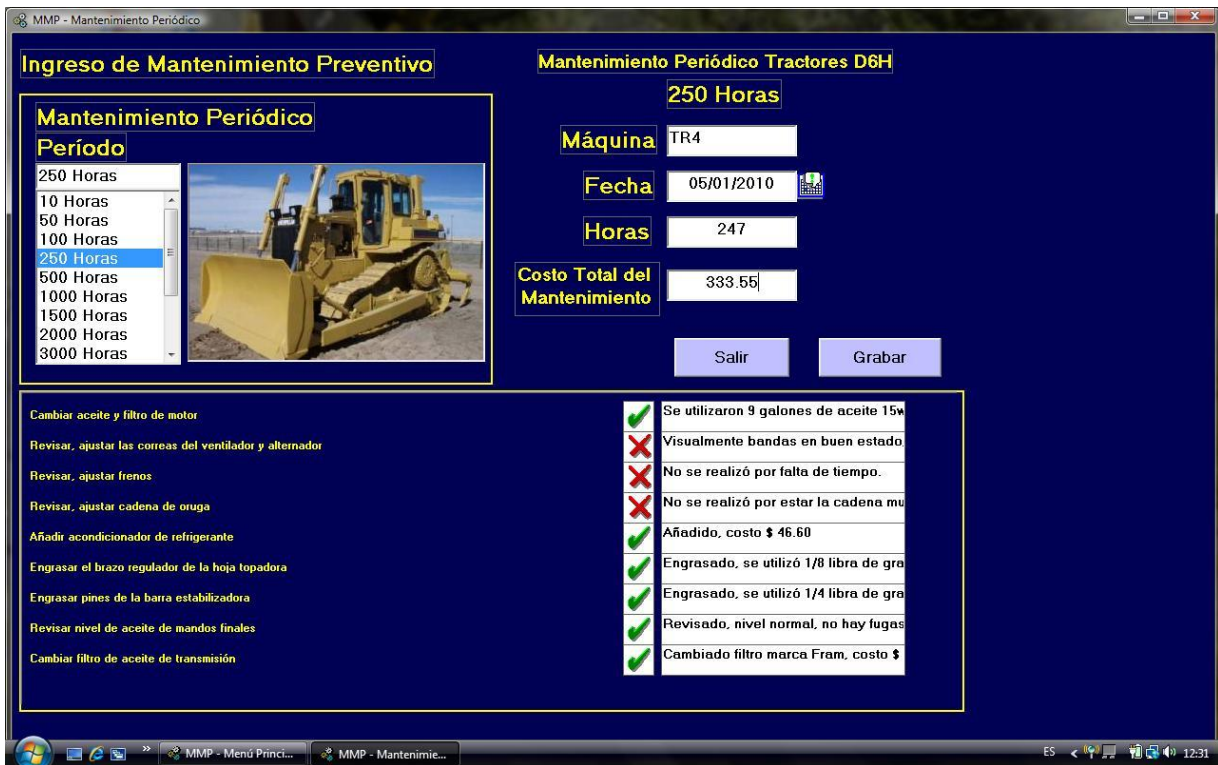 MMP - Mantenimiento Periódico
Ingreso de Mantenimiento Preventivo
Mantenimiento Periódico
Período
250 Horas
10 Horas
50 Horas
100 Horas
250 Horas
500 Horas
1000 Horas
1500 Horas
2000 Horas
3000 Horas
Mantenimiento Periódico Tractores D6H
250 Horas
Máquina TR4
Fecha 05/01/2010
Horas 247
Costo Total del
Mantenimiento 333.55
Salir Grabar
Cambiar aceite y filtro de motor Se utilizaron 9 galones de aceite 15w
Revisar, ajustar las correas del ventilador y alternador Visualmente bandas en buen estado
Revisar, ajustar frenos No se realizó por falta de tiempo.
Revisar, ajustar cadena de oruga No se realizó por estar la cadena mu
Añadir acondicionador de refrigerante Añadido, costo $ 46.60
Engrasar el brazo regulador de la hoja topadora Engrasado, se utilizó 1/8 libra de gra
Engrasar pines de la barra estabilizadora Engrasado, se utilizó 1/4 libra de gra
Revisar nivel de aceite de mandos finales Revisado, nivel normal, no hay fugas
Cambiar filtro de aceite de transmisión Cambiado filtro marca Fram, costo $
MMP - Menú Princi... MMP - Mantenimie... ES 12:31